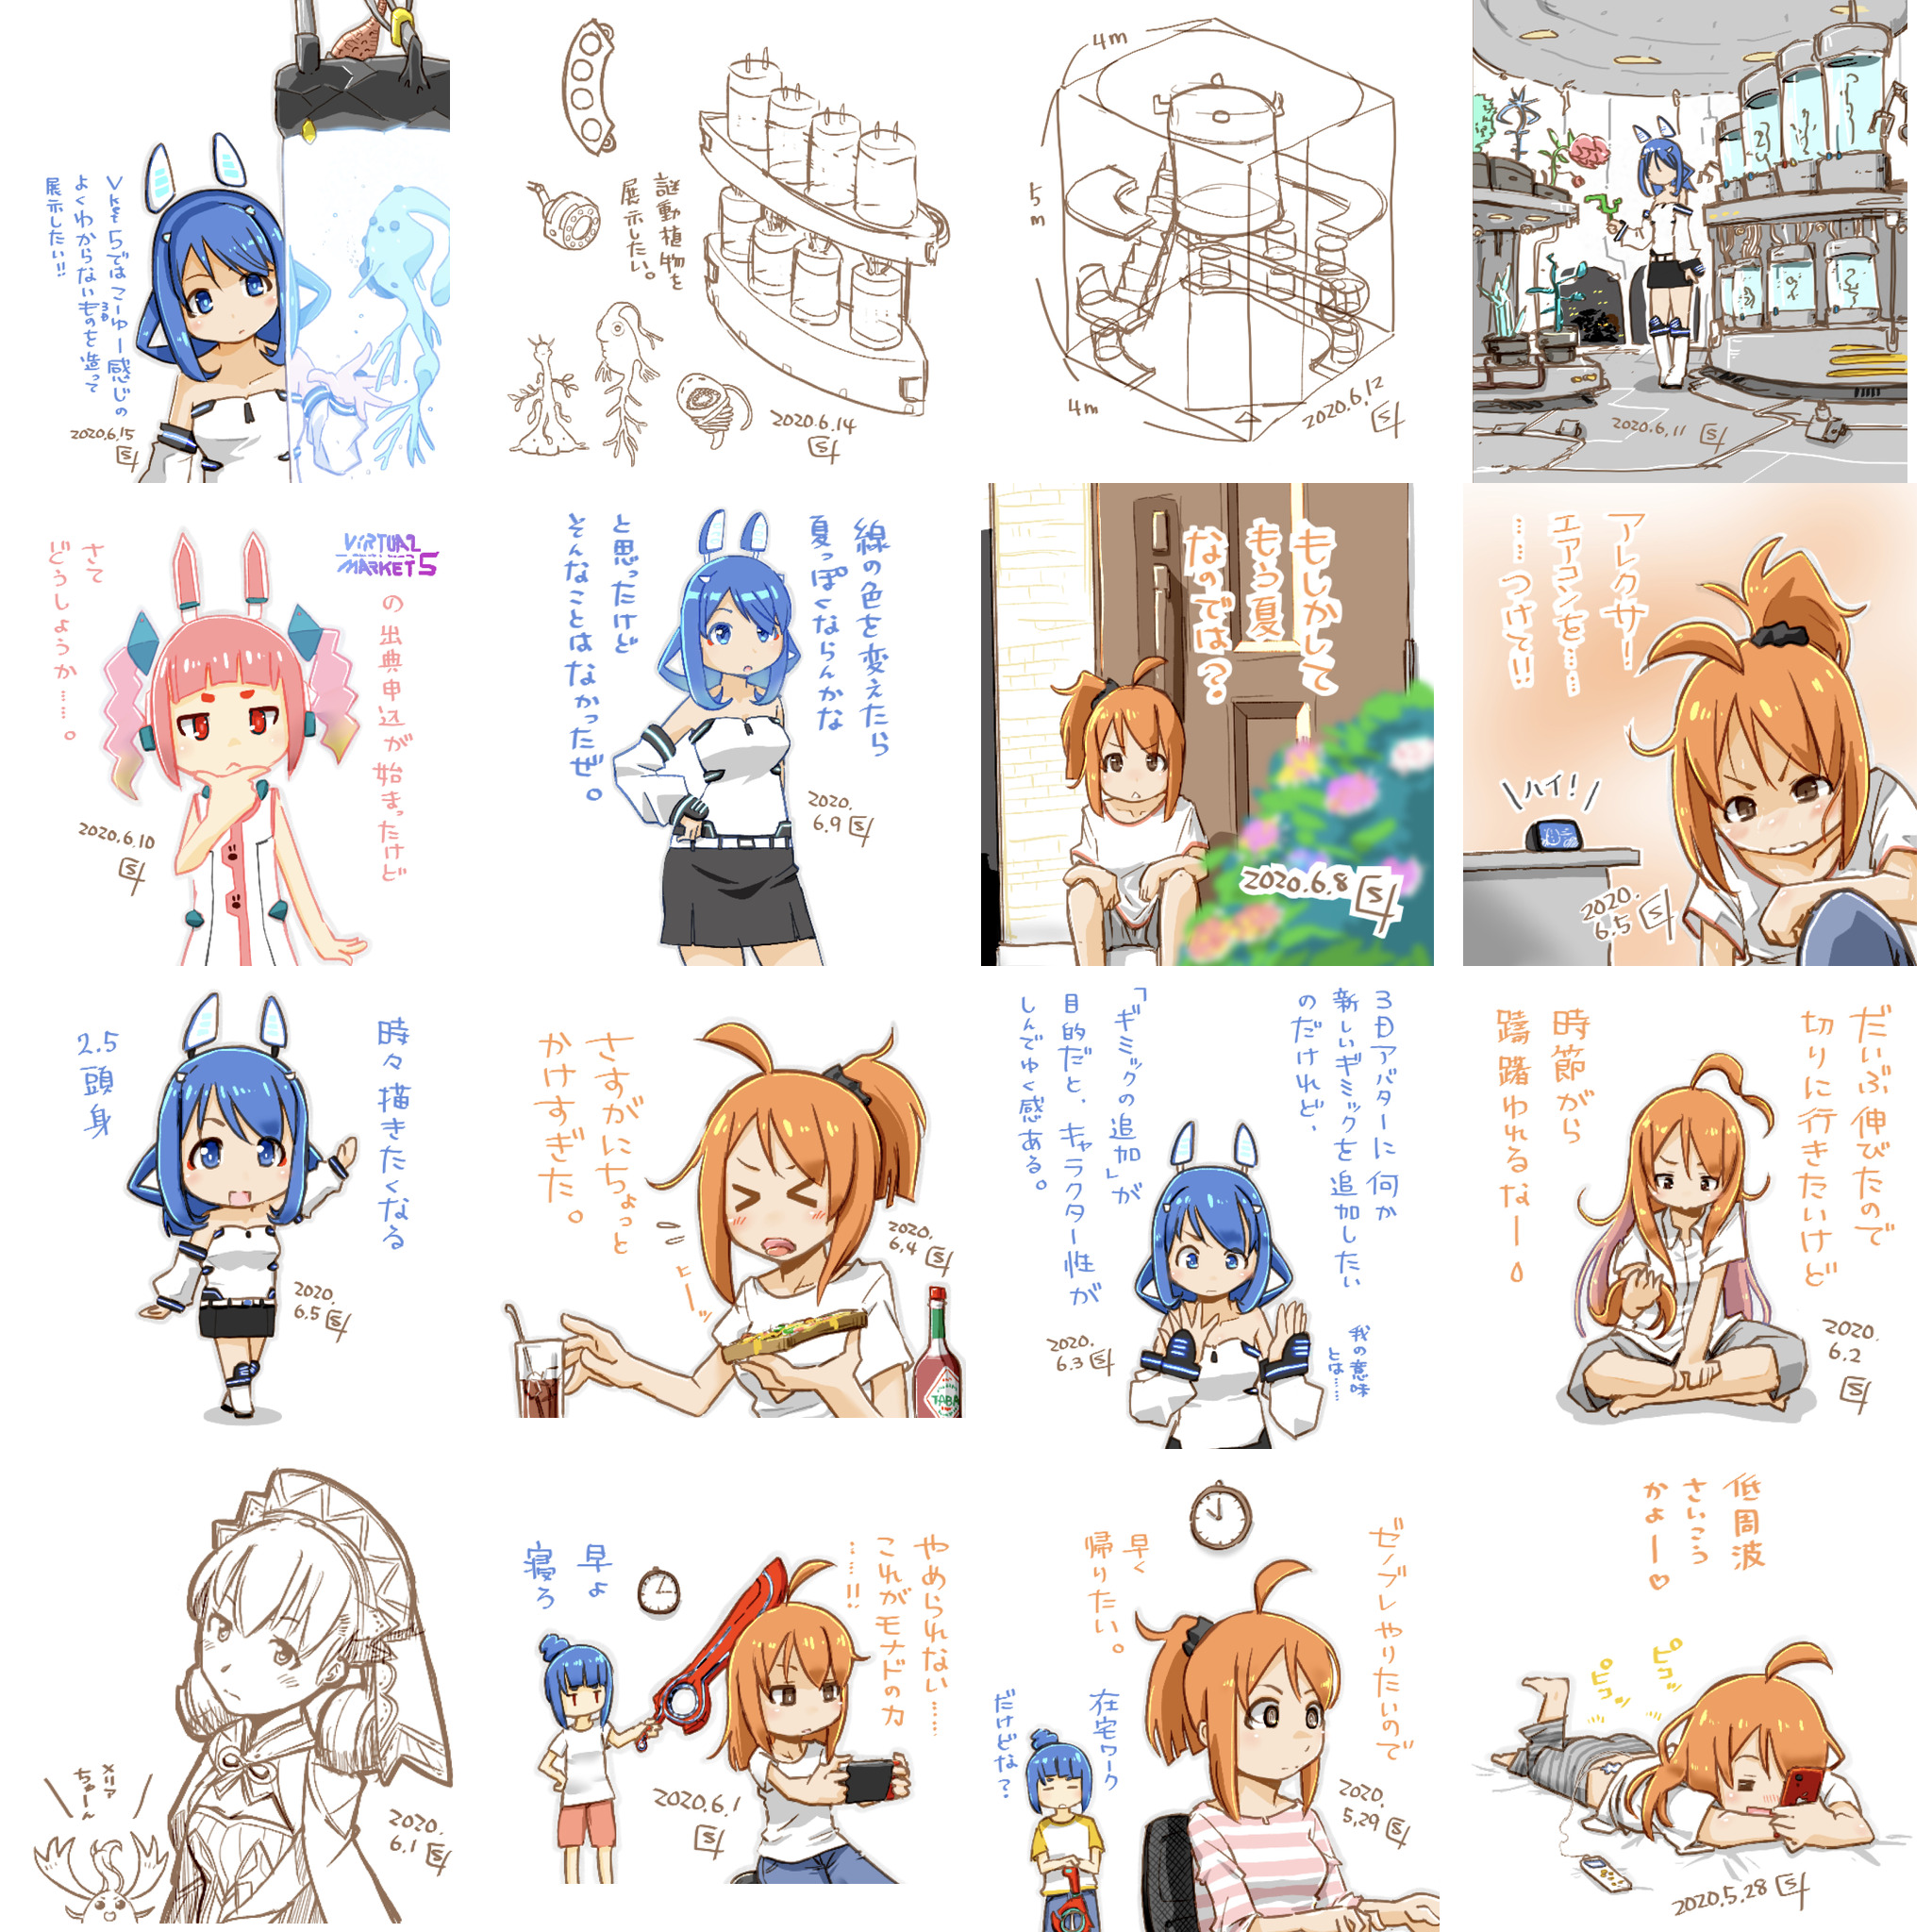 Vket5ではこーゆー感じの
よくわからないものを造って
展示したい!!
2020.6.15
謎動植物を
展示したい。
2020.6.14
4m
5m
4m
2020.6.12
2020.6.11
VIRTUAL
MARKET5
の出典申込が始まったけど
さて
どうしようか……。
2020.6.10
線の色を変えたら
夏っぽくならんかな
と思ったけど
そんなことはなかったぜ。
2020.
6.9
もしかして
もう夏
なのでは?
2020.6.8
アレクサ!
エアコンを……
……つけて!!
ハイ!
2020.
6.5
時々描きたくなる
2.5頭身
2020.
6.5
さすがにちょっと
かけすぎた。
ヒーッ
2020.
6.4
TABA
3Dアバターに何か
新しいギミックを追加したい
のだけれど、
「ギミックの追加」が
目的だと、キャラクター性が
しんでゆく感ある。
我の意味
とは……
2020.
6.3
だいぶ伸びたので
切りに行きたいけど
時節がら
躊躇われるなー。
2020.
6.2
メリア
ちゃーん
2020.
6.1
やめられない……
これがモナドの力
……!!
早よ
寝ろ
2020.6.1
ゼノブレやりたいので
早く
帰りたい。
在宅ワーク
だけどな?
2020.
5.29
低周波
さいこう
かよー♡
ピコッ
ピコッ
2020.5.28